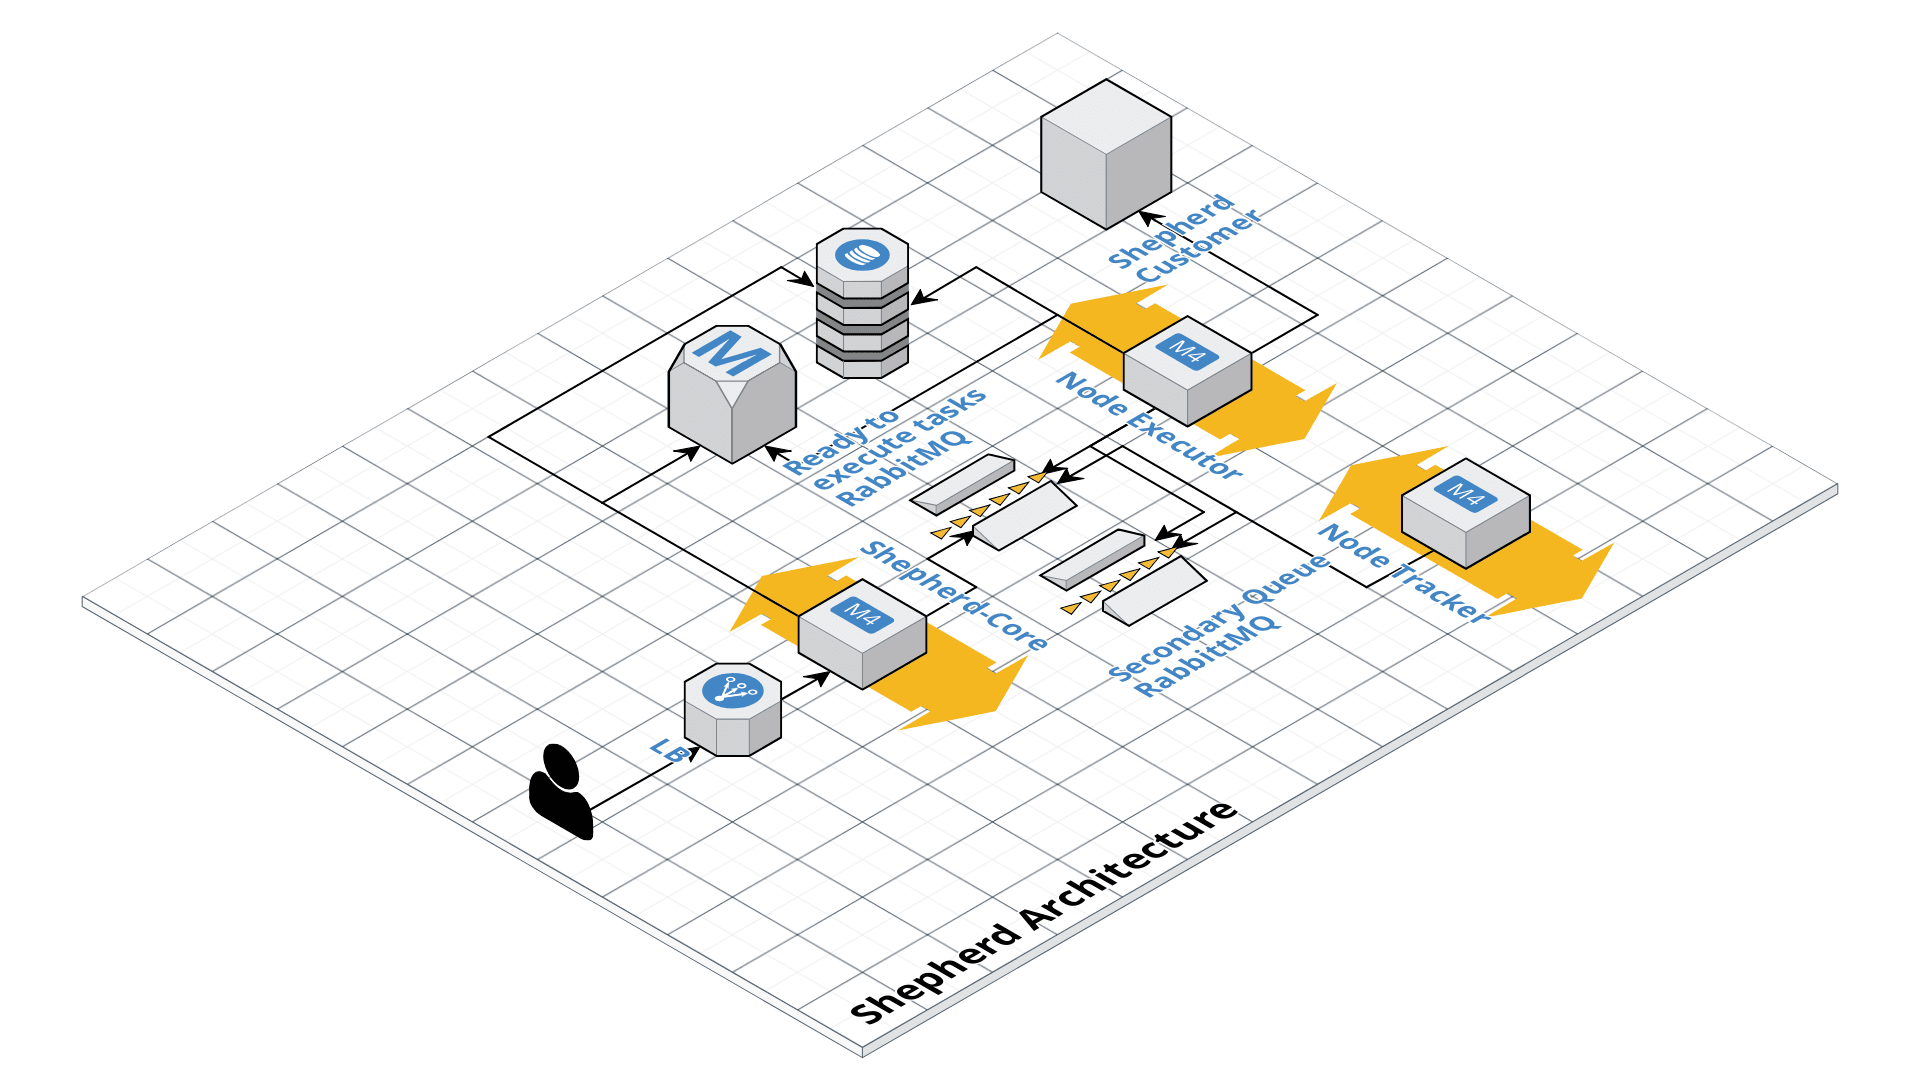 Shepherd
Customer
M4
Node Executor
M
Ready to
execute tasks
RabbitMQ
M4
Node Tracker
Shepherd-Core
M4
Secondary Queue
RabbittMQ
LB
Shepherd Architecture